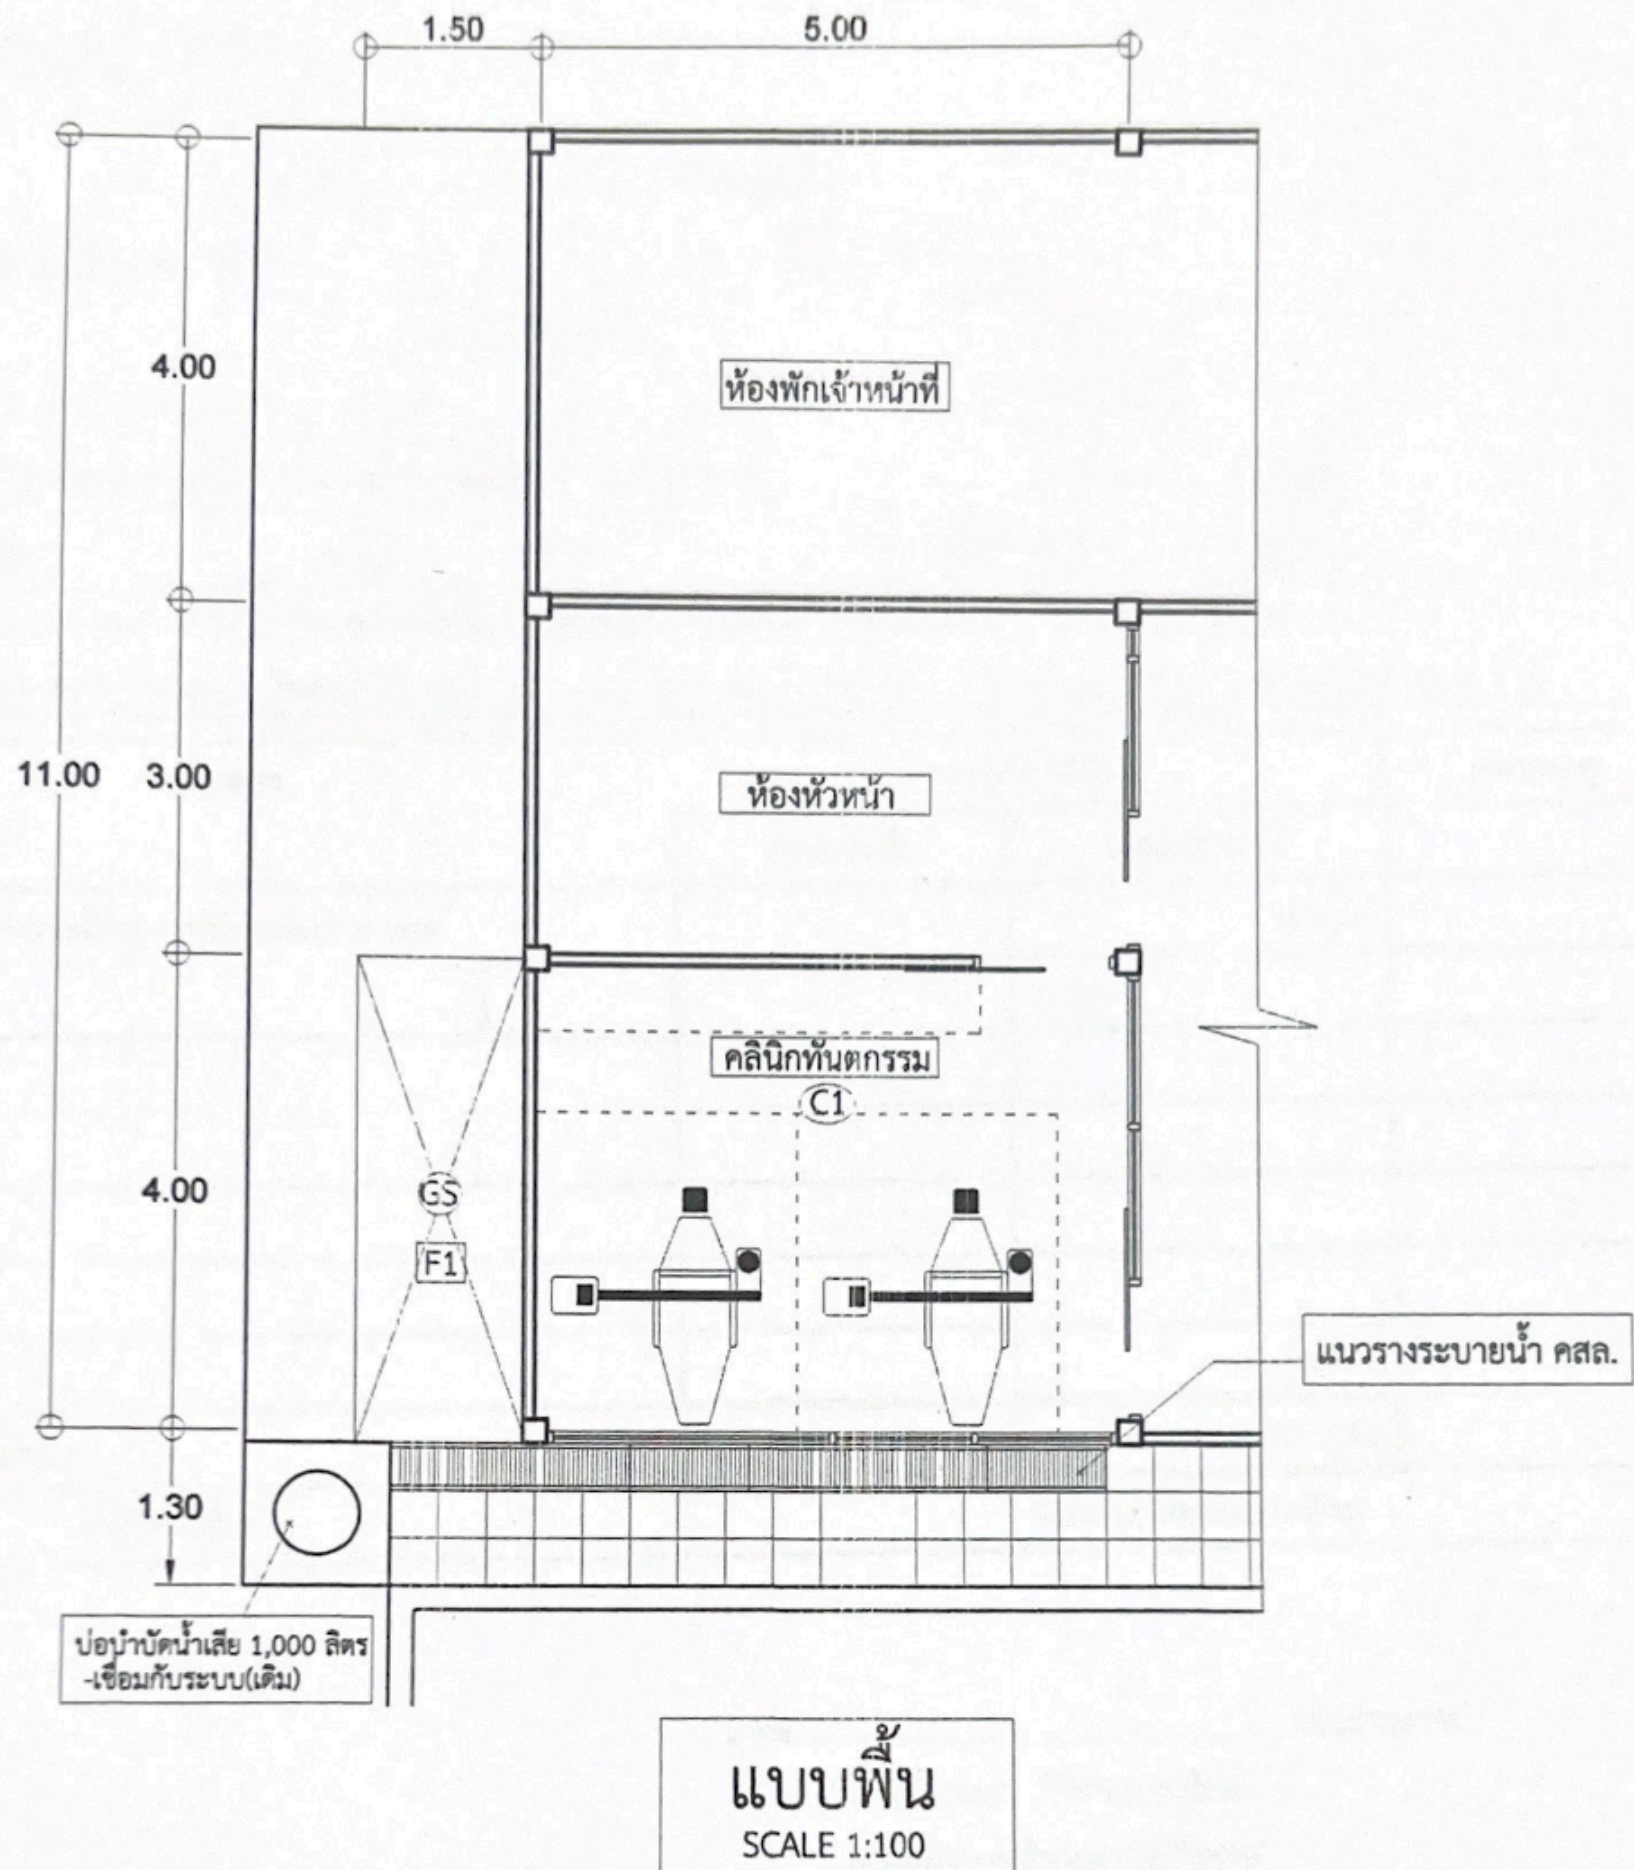 1.50
5.00
4.00
ห้องพักเจ้าหน้าที่
11.00
3.00
ห้องหัวหน้า
คลินิกทันตกรรม
C1
4.00
GS
F1
แนวรางระบายน้ำ คสล.
1.30
บ่อบำบัดน้ำเสีย 1,000 ลิตร
-เชื่อมกับระบบ(เดิม)
แบบพื้น
SCALE 1:100